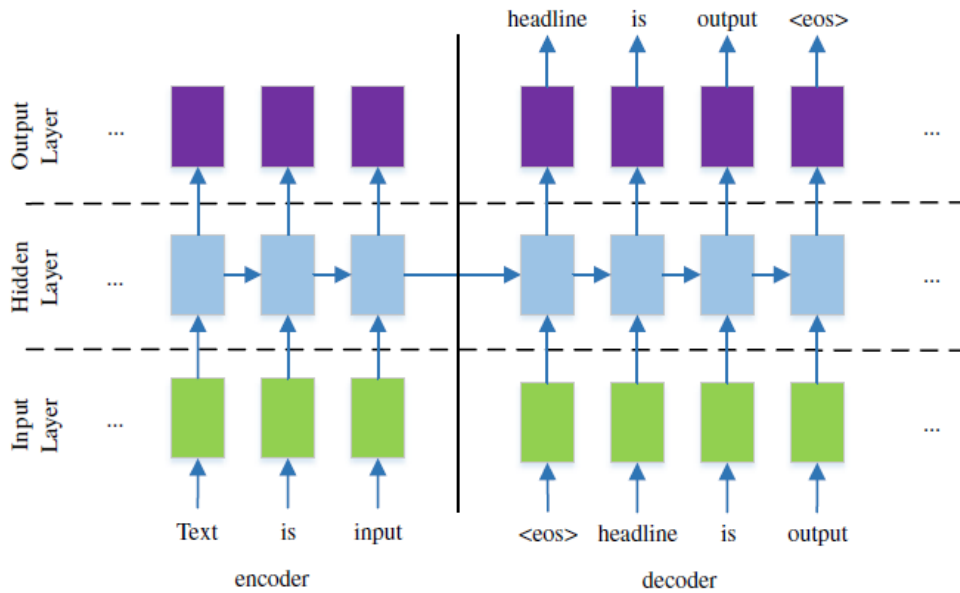 headline is output <eos>
Output Layer
... ...
Hidden Layer
... ...
Input Layer
... ...
Text is input <eos> headline is output
encoder decoder